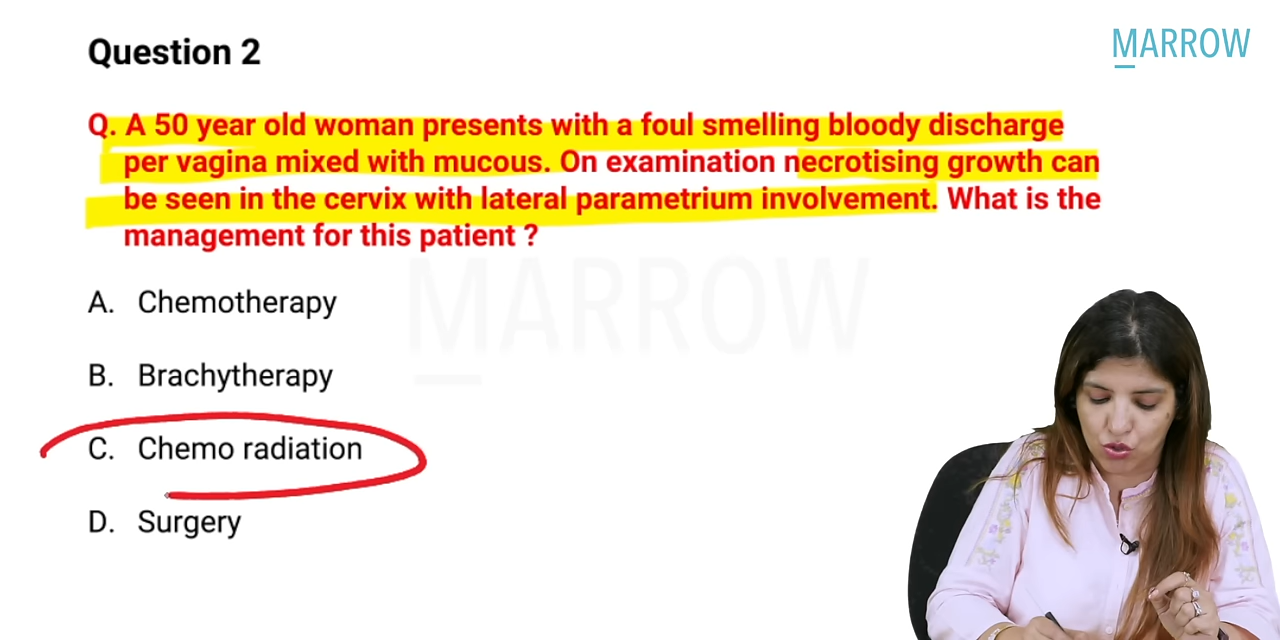 Question 2
MARROW
Q. A 50 year old woman presents with a foul smelling bloody discharge
per vagina mixed with mucous. On examination necrotising growth can
be seen in the cervix with lateral parametrium involvement. What is the
management for this patient ?
MARROW
A. Chemotherapy
B. Brachytherapy
C. Chemo radiation
D. Surgery